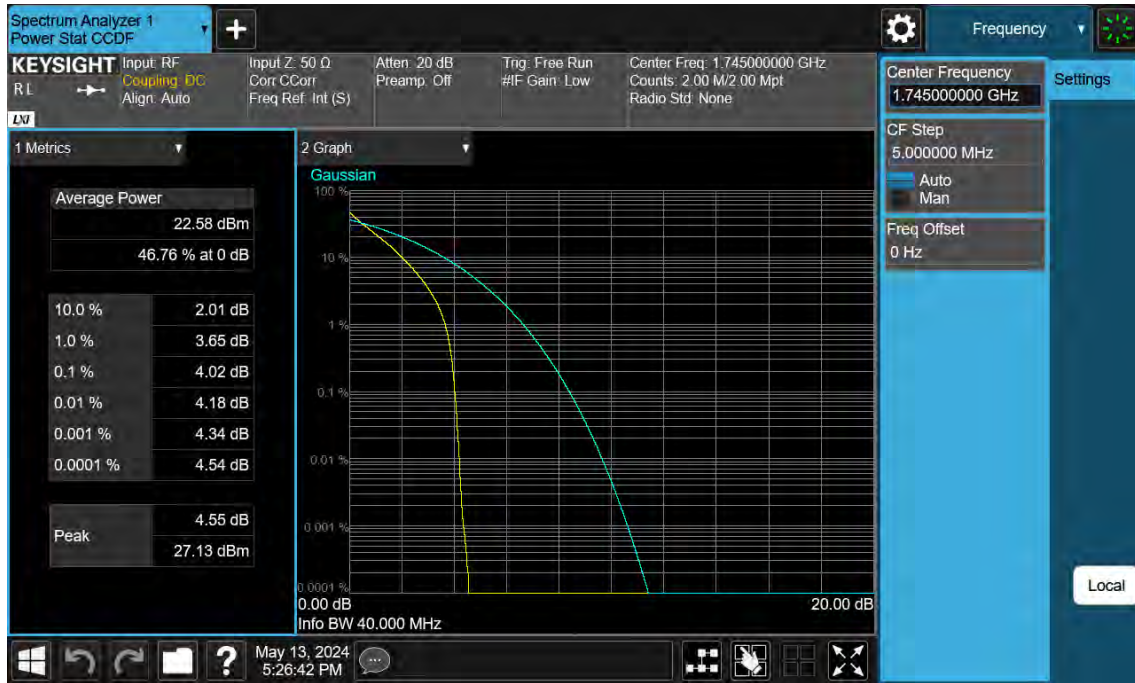 Spectrum Analyzer 1
Power Stat CCDF
+
Frequency
KEYSIGHT
R L
LXI
Input: RF
Coupling: DC
Align: Auto
Input Z: 50 Ω
Corr CCorr
Freq Ref: Int (S)
Atten: 20 dB
Preamp: Off
Trig: Free Run
#IF Gain: Low
Center Freq: 1.745000000 GHz
Counts: 2.00 M/2.00 Mpt
Radio Std: None
Center Frequency
1.745000000 GHz
Settings
CF Step
5.000000 MHz
Auto
Man
Freq Offset
0 Hz
Local
1 Metrics
Average Power
22.58 dBm
46.76 % at 0 dB
10.0 % 2.01 dB
1.0 % 3.65 dB
0.1 % 4.02 dB
0.01 % 4.18 dB
0.001 % 4.34 dB
0.0001 % 4.54 dB
Peak 4.55 dB
27.13 dBm
2 Graph
Gaussian
100 %
10 %
1 %
0.1 %
0.01 %
0.001 %
0.0001 %
0.00 dB 20.00 dB
Info BW 40.000 MHz
?
May 13, 2024
5:26:42 PM